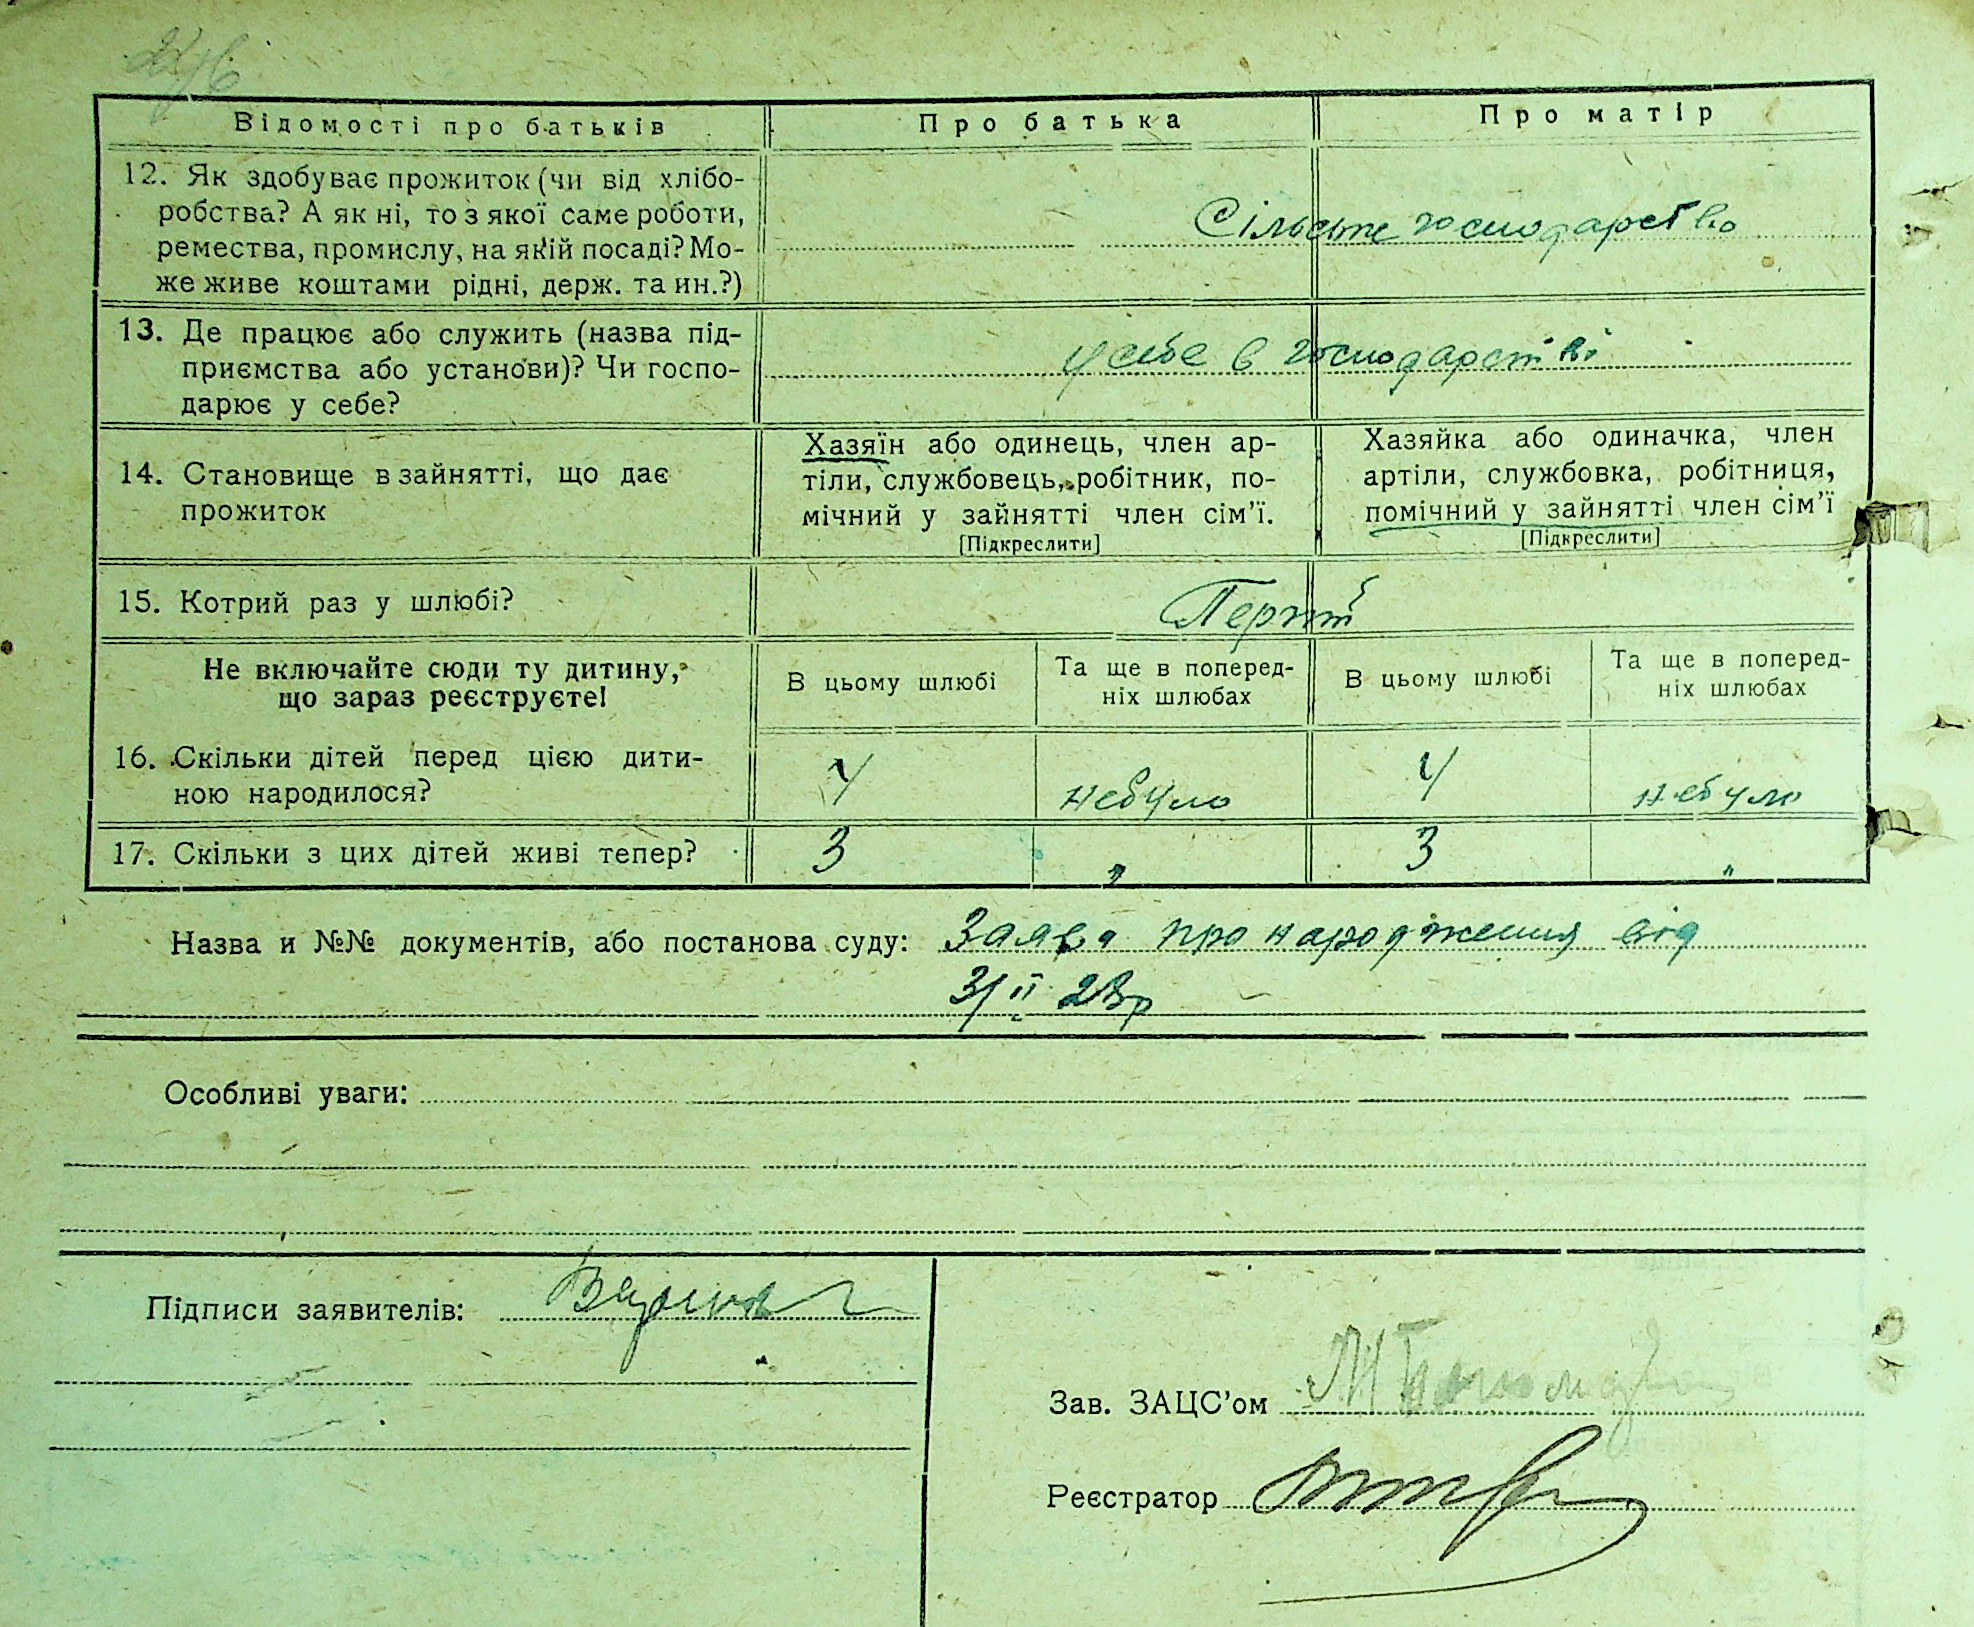 Відомості про батьків
Про батька
Про матір
12. Як здобуває прожиток (чи від хлібо-
робства? А як ні, то з якої саме роботи,
ремества, промислу, на якій посаді? Мо-
же живе коштами рідні, держ. та ин.?)
Сільське господарство
13. Де працює або служить (назва під-
приємства або установи)? Чи госпо-
дарює у себе?
у себе в господарстві
14. Становище в зайнятті, що дає
прожиток
Хазяїн або одинець, член ар-
тіли, службовець, робітник, по-
мічний у зайнятті член сім'ї.
[Підкреслити]
Хазяйка або одиначка, член
артіли, службовка, робітниця,
помічний у зайнятті член сім'ї
[Підкреслити]
15. Котрий раз у шлюбі?
Не включайте сюди ту дитину,
що зараз реєструєте!
В цьому шлюбі
Та ще в поперед-
ніх шлюбах
В цьому шлюбі
Та ще в поперед-
ніх шлюбах
16. Скільки дітей перед цією дити-
ною народилося?
4 небуло 4 небуло
17. Скільки з цих дітей живі тепер?
3 " 3 "
Назва и №№ документів, або постанова суду: Заява про народження від
3/II 28р
Особливі уваги:
Підписи заявителів:
Зав. ЗАЦС'ом
Реєстратор